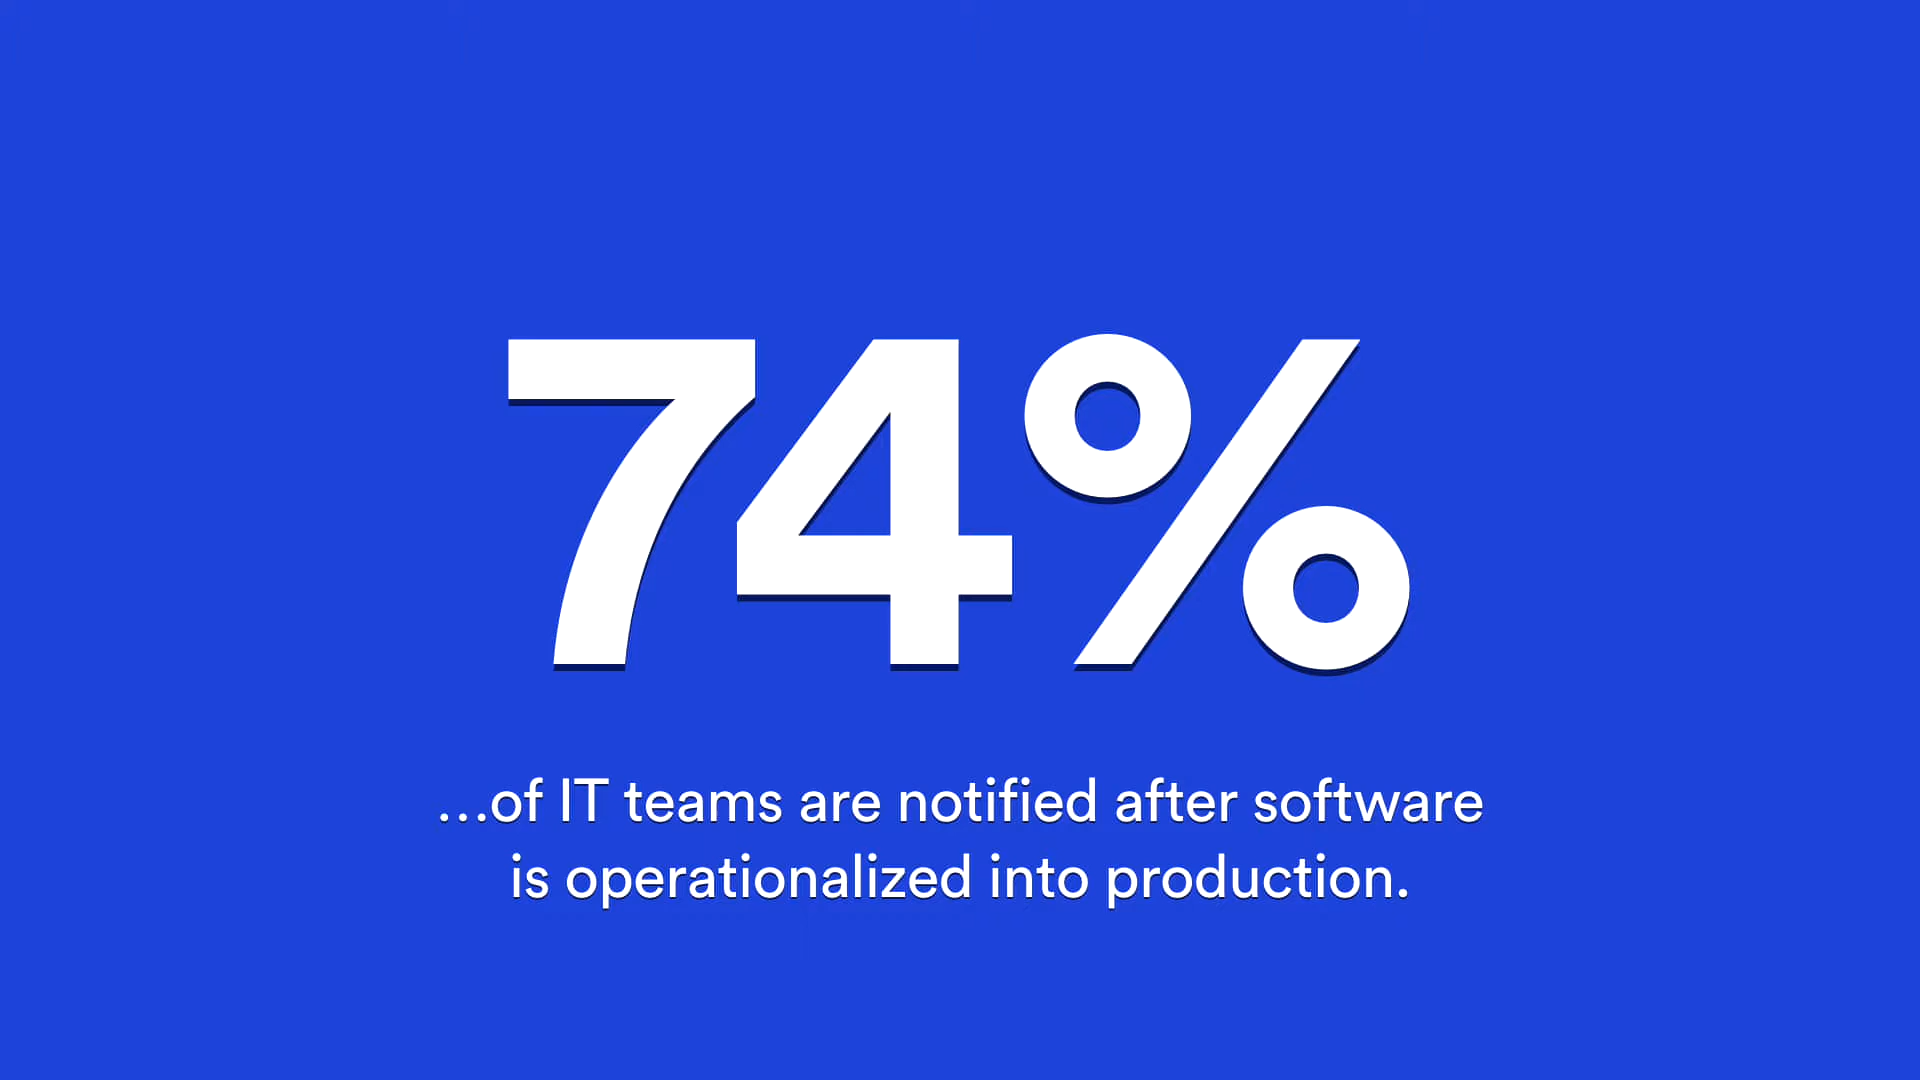 74%
...of IT teams are notified after software
is operationalized into production.